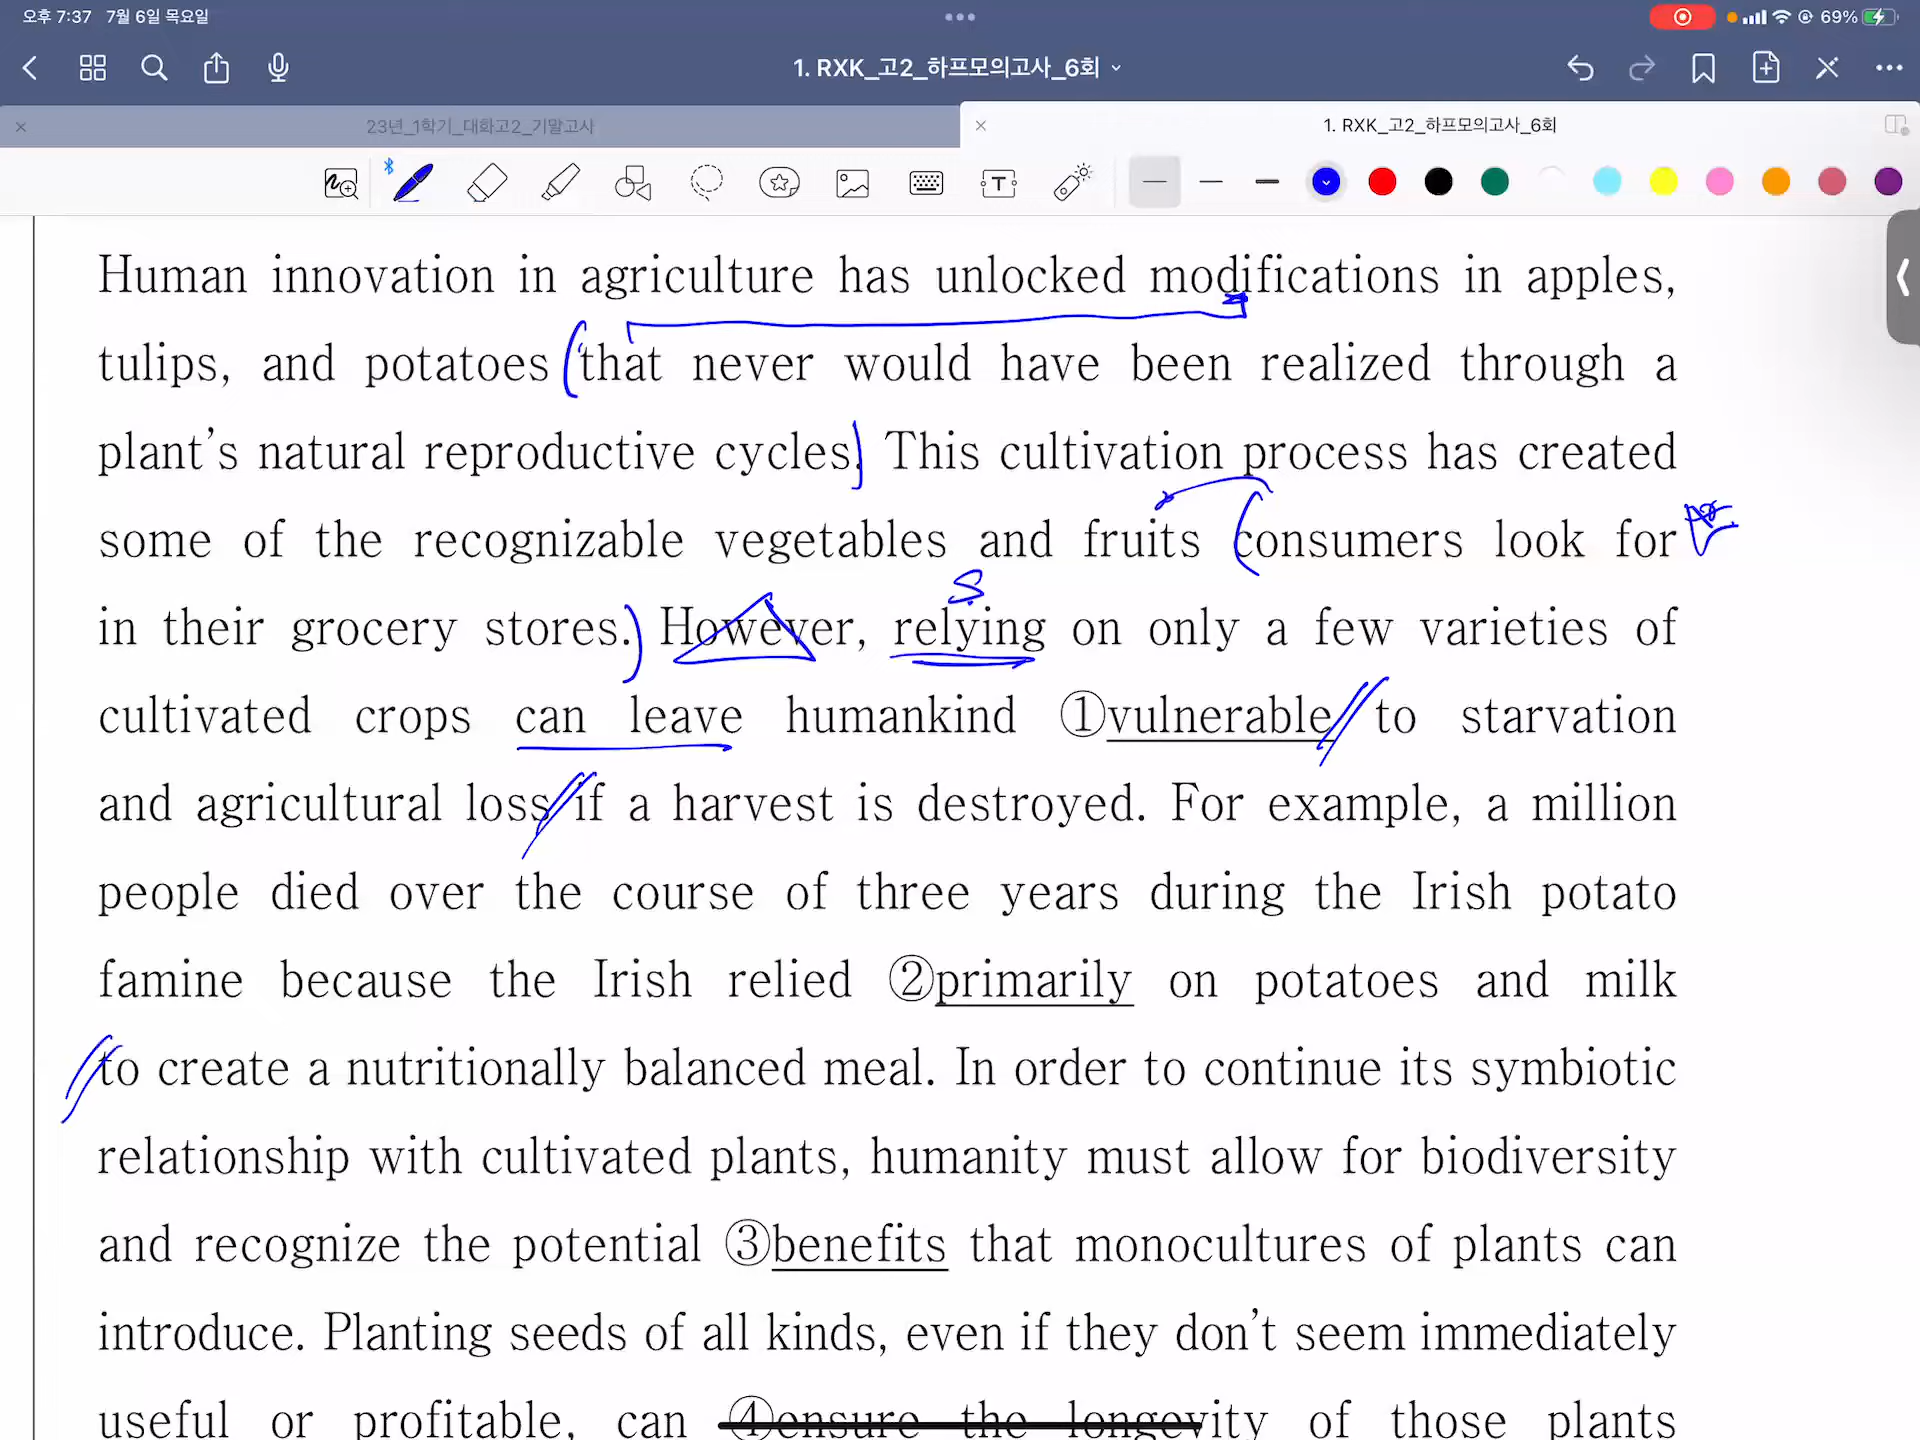 오후 7:37 7월 6일 목요일
69%
1. RXK_고2_하프모의고사_6회
23년_1학기_대화고2_기말고사
1. RXK_고2_하프모의고사_6회
Human innovation in agriculture has unlocked modifications in apples,
tulips, and potatoes (that never would have been realized through a
plant's natural reproductive cycles.) This cultivation process has created
some of the recognizable vegetables and fruits (consumers look for
S
in their grocery stores.) However, relying on only a few varieties of
cultivated crops can leave humankind ①vulnerable // to starvation
and agricultural loss // if a harvest is destroyed. For example, a million
people died over the course of three years during the Irish potato
famine because the Irish relied ②primarily on potatoes and milk
// to create a nutritionally balanced meal. In order to continue its symbiotic
relationship with cultivated plants, humanity must allow for biodiversity
and recognize the potential ③benefits that monocultures of plants can
introduce. Planting seeds of all kinds, even if they don't seem immediately
useful or profitable, can ④ensure the longevity of those plants